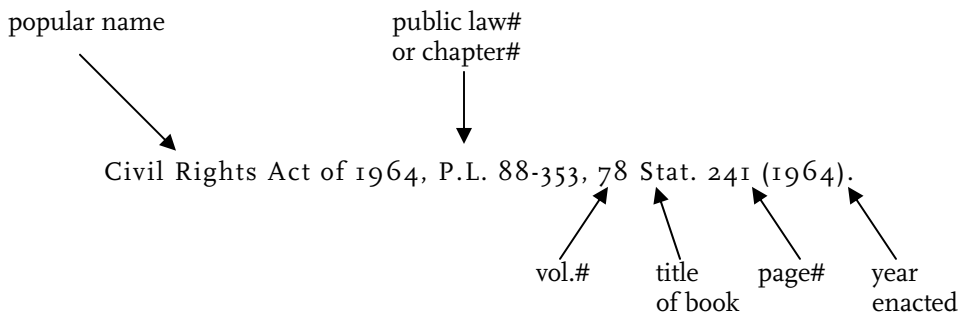 popular name
public law#
or chapter#
Civil Rights Act of 1964, P.L. 88-353, 78 Stat. 241 (1964).
vol.#
title
of book
page#
year
enacted